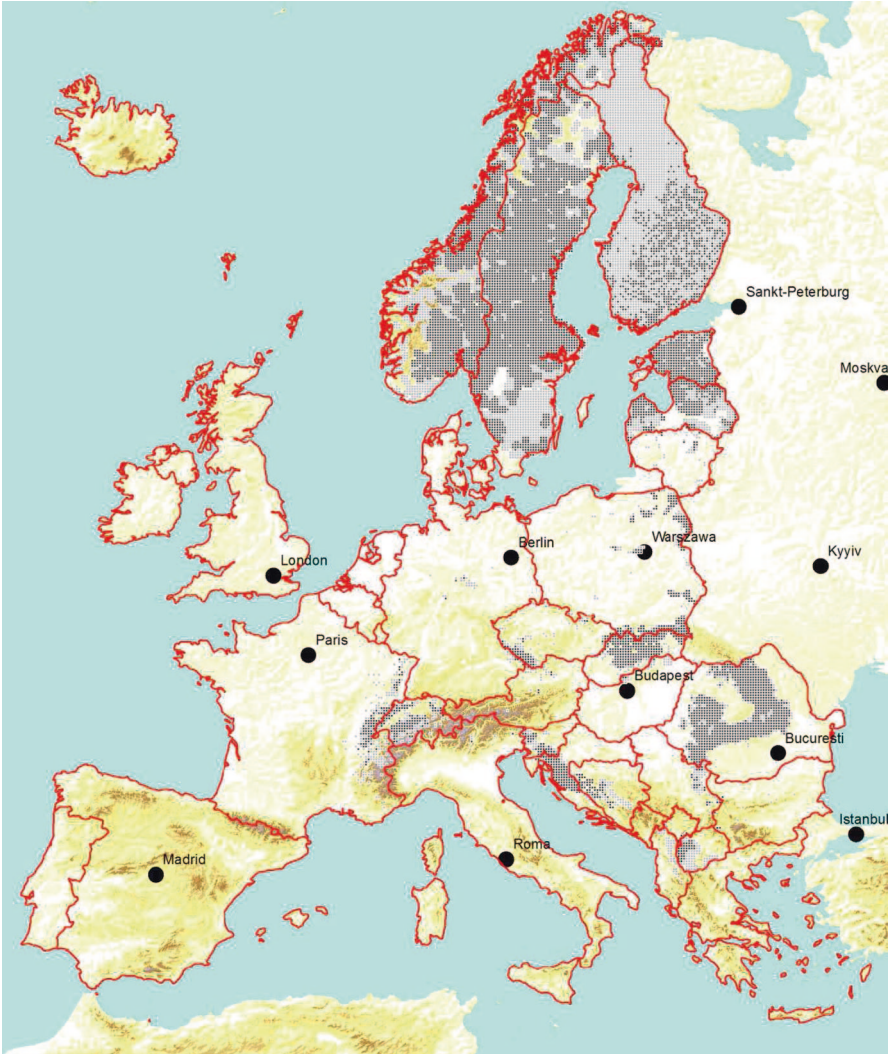 Sankt-Peterburg
Moskva
Warszawa
Berlin
Kyyiv
London
Paris
Budapest
Bucuresti
Istanbul
Roma
Madrid